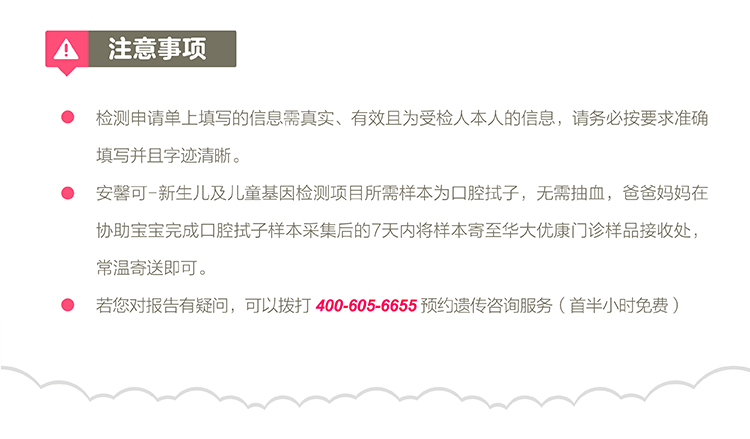 注意事项
检测申请单上填写的信息需真实、有效且为受检人本人的信息，请务必按要求准确
填写并且字迹清晰。
安馨可-新生儿及儿童基因检测项目所需样本为口腔拭子，无需抽血，爸爸妈妈在
协助宝宝完成口腔拭子样本采集后的7天内将样本寄至华大优康门诊样品接收处，
常温寄送即可。
若您对报告有疑问，可以拨打 400-605-6655 预约遗传咨询服务（首半小时免费）